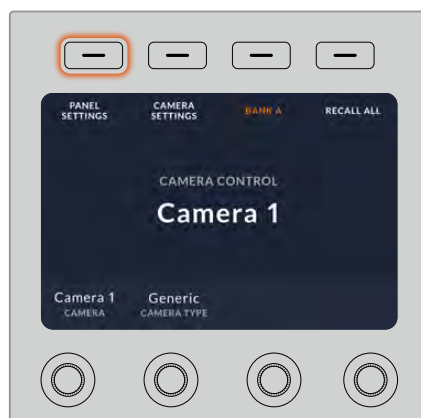 PANEL SETTINGS
CAMERA SETTINGS
BANK A
RECALL ALL
CAMERA CONTROL
Camera 1
Camera 1
CAMERA
Generic
CAMERA TYPE